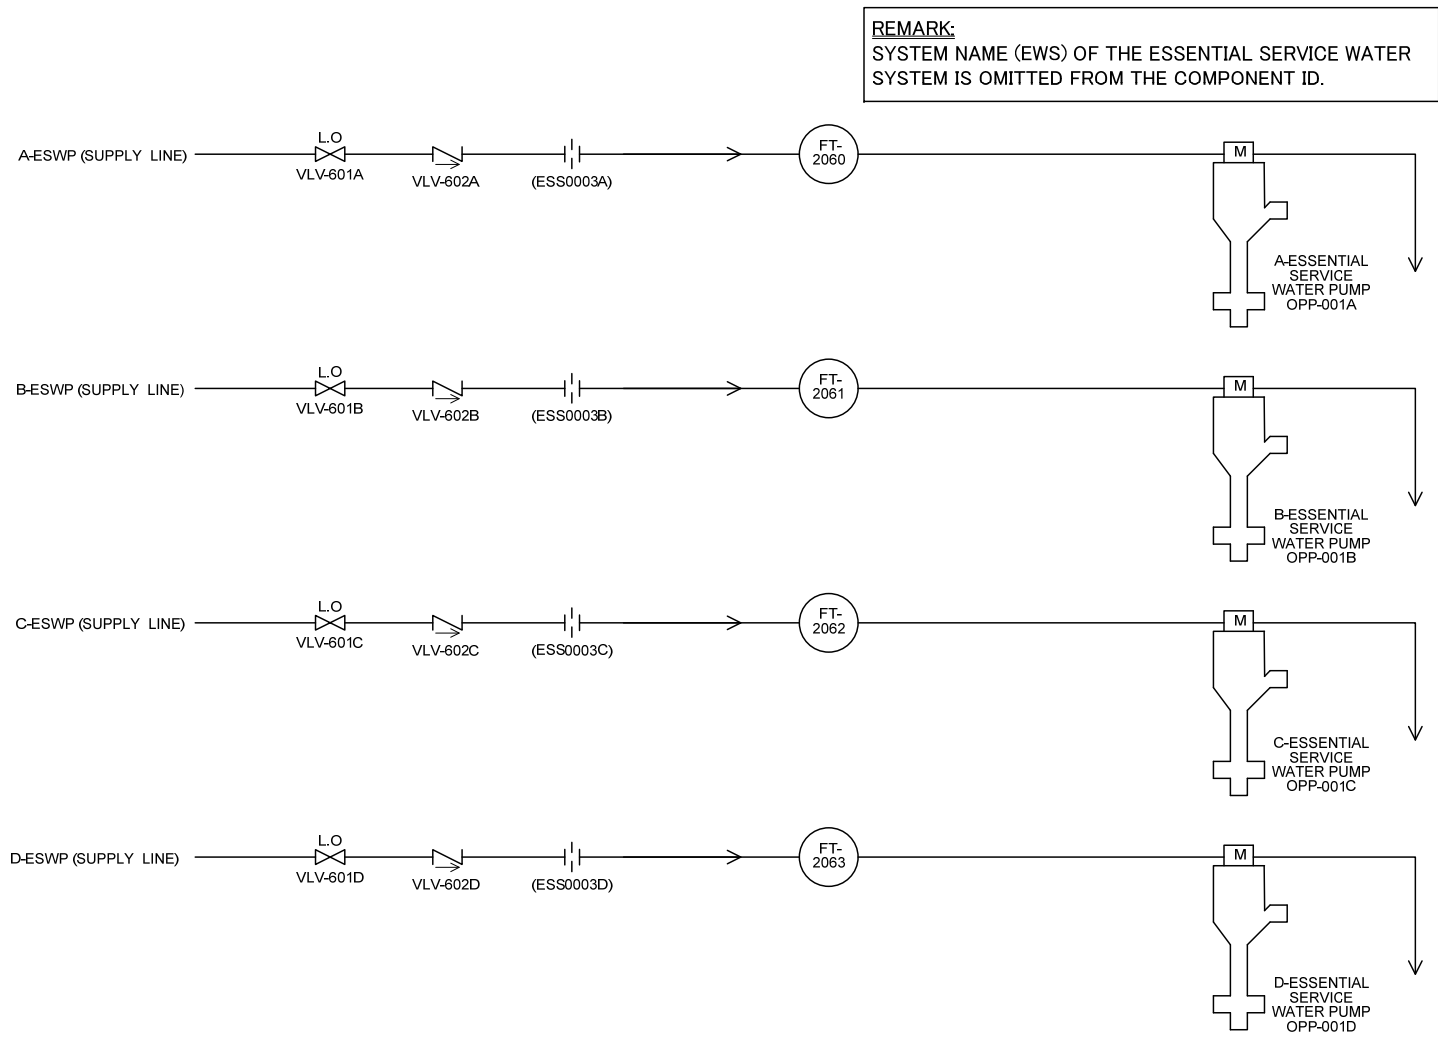 REMARK:
SYSTEM NAME (EWS) OF THE ESSENTIAL SERVICE WATER
SYSTEM IS OMITTED FROM THE COMPONENT ID.
A-ESWP (SUPPLY LINE)
L.O
VLV-601A
VLV-602A
(ESS0003A)
FT-
2060
M
A-ESSENTIAL
SERVICE
WATER PUMP
OPP-001A
B-ESWP (SUPPLY LINE)
L.O
VLV-601B
VLV-602B
(ESS0003B)
FT-
2061
M
B-ESSENTIAL
SERVICE
WATER PUMP
OPP-001B
C-ESWP (SUPPLY LINE)
L.O
VLV-601C
VLV-602C
(ESS0003C)
FT-
2062
M
C-ESSENTIAL
SERVICE
WATER PUMP
OPP-001C
D-ESWP (SUPPLY LINE)
L.O
VLV-601D
VLV-602D
(ESS0003D)
FT-
2063
M
D-ESSENTIAL
SERVICE
WATER PUMP
OPP-001D